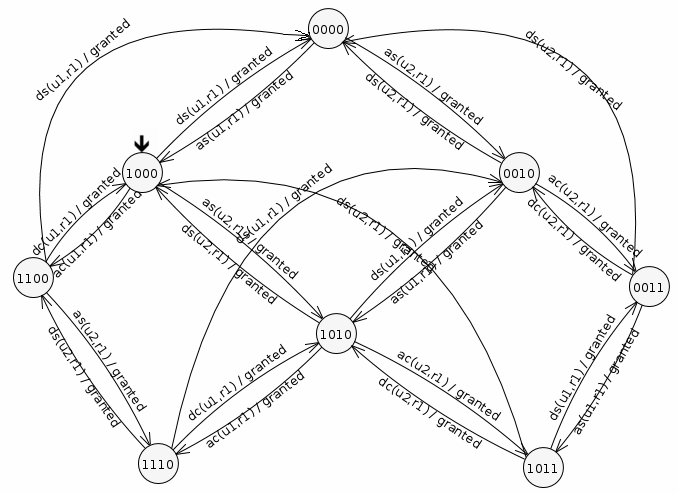 0000
ds(u1,r1) / granted
ds(u2,r1) / granted
ds(u1,r1) / granted
as(u1,r1) / granted
as(u2,r1) / granted
ds(u2,r1) / granted
1000
0010
dc(u1,r1) / granted
ac(u1,r1) / granted
as(u2,r1) / granted
ds(u2,r1) / granted
ds(u1,r1) / granted
ds(u2,r1) / granted
ds(u1,r1) / granted
as(u1,r1) / granted
ac(u2,r1) / granted
dc(u2,r1) / granted
1100
0011
1010
as(u2,r1) / granted
ds(u2,r1) / granted
dc(u1,r1) / granted
ac(u1,r1) / granted
ac(u2,r1) / granted
dc(u2,r1) / granted
ds(u1,r1) / granted
as(u1,r1) / granted
1110
1011